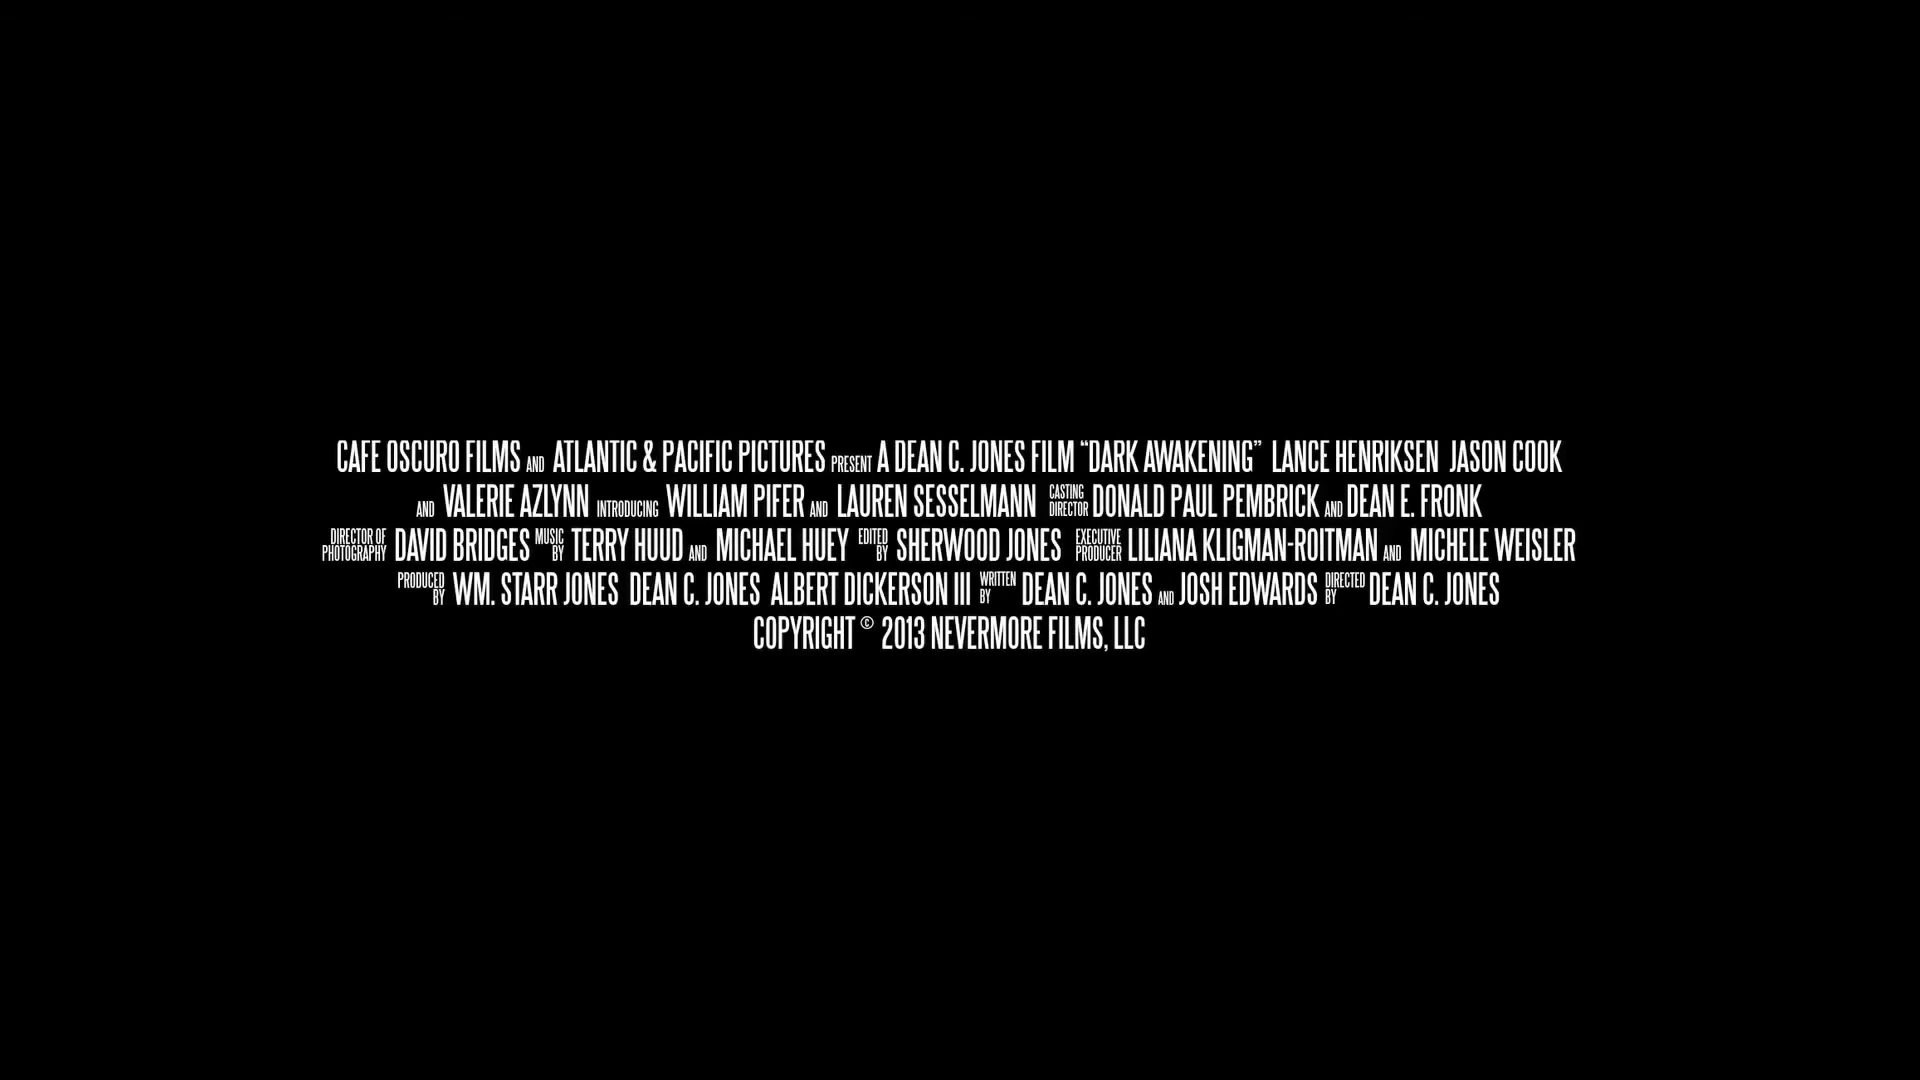 CAFE OSCURO FILMS AND ATLANTIC & PACIFIC PICTURES PRESENT A DEAN C. JONES FILM “DARK AWAKENING” LANCE HENRIKSEN JASON COOK
AND VALERIE AZLYNN INTRODUCING WILLIAM PIFER AND LAUREN SESSELMANN CASTING DIRECTOR DONALD PAUL PEMBRICK AND DEAN E. FRONK
DIRECTOR OF PHOTOGRAPHY DAVID BRIDGES MUSIC BY TERRY HUUD AND MICHAEL HUEY EDITED BY SHERWOOD JONES EXECUTIVE PRODUCER LILIANA KLIGMAN-ROITMAN AND MICHELE WEISLER
PRODUCED BY WM. STARR JONES DEAN C. JONES ALBERT DICKERSON III WRITTEN BY DEAN C. JONES AND JOSH EDWARDS DIRECTED BY DEAN C. JONES
COPYRIGHT © 2013 NEVERMORE FILMS, LLC